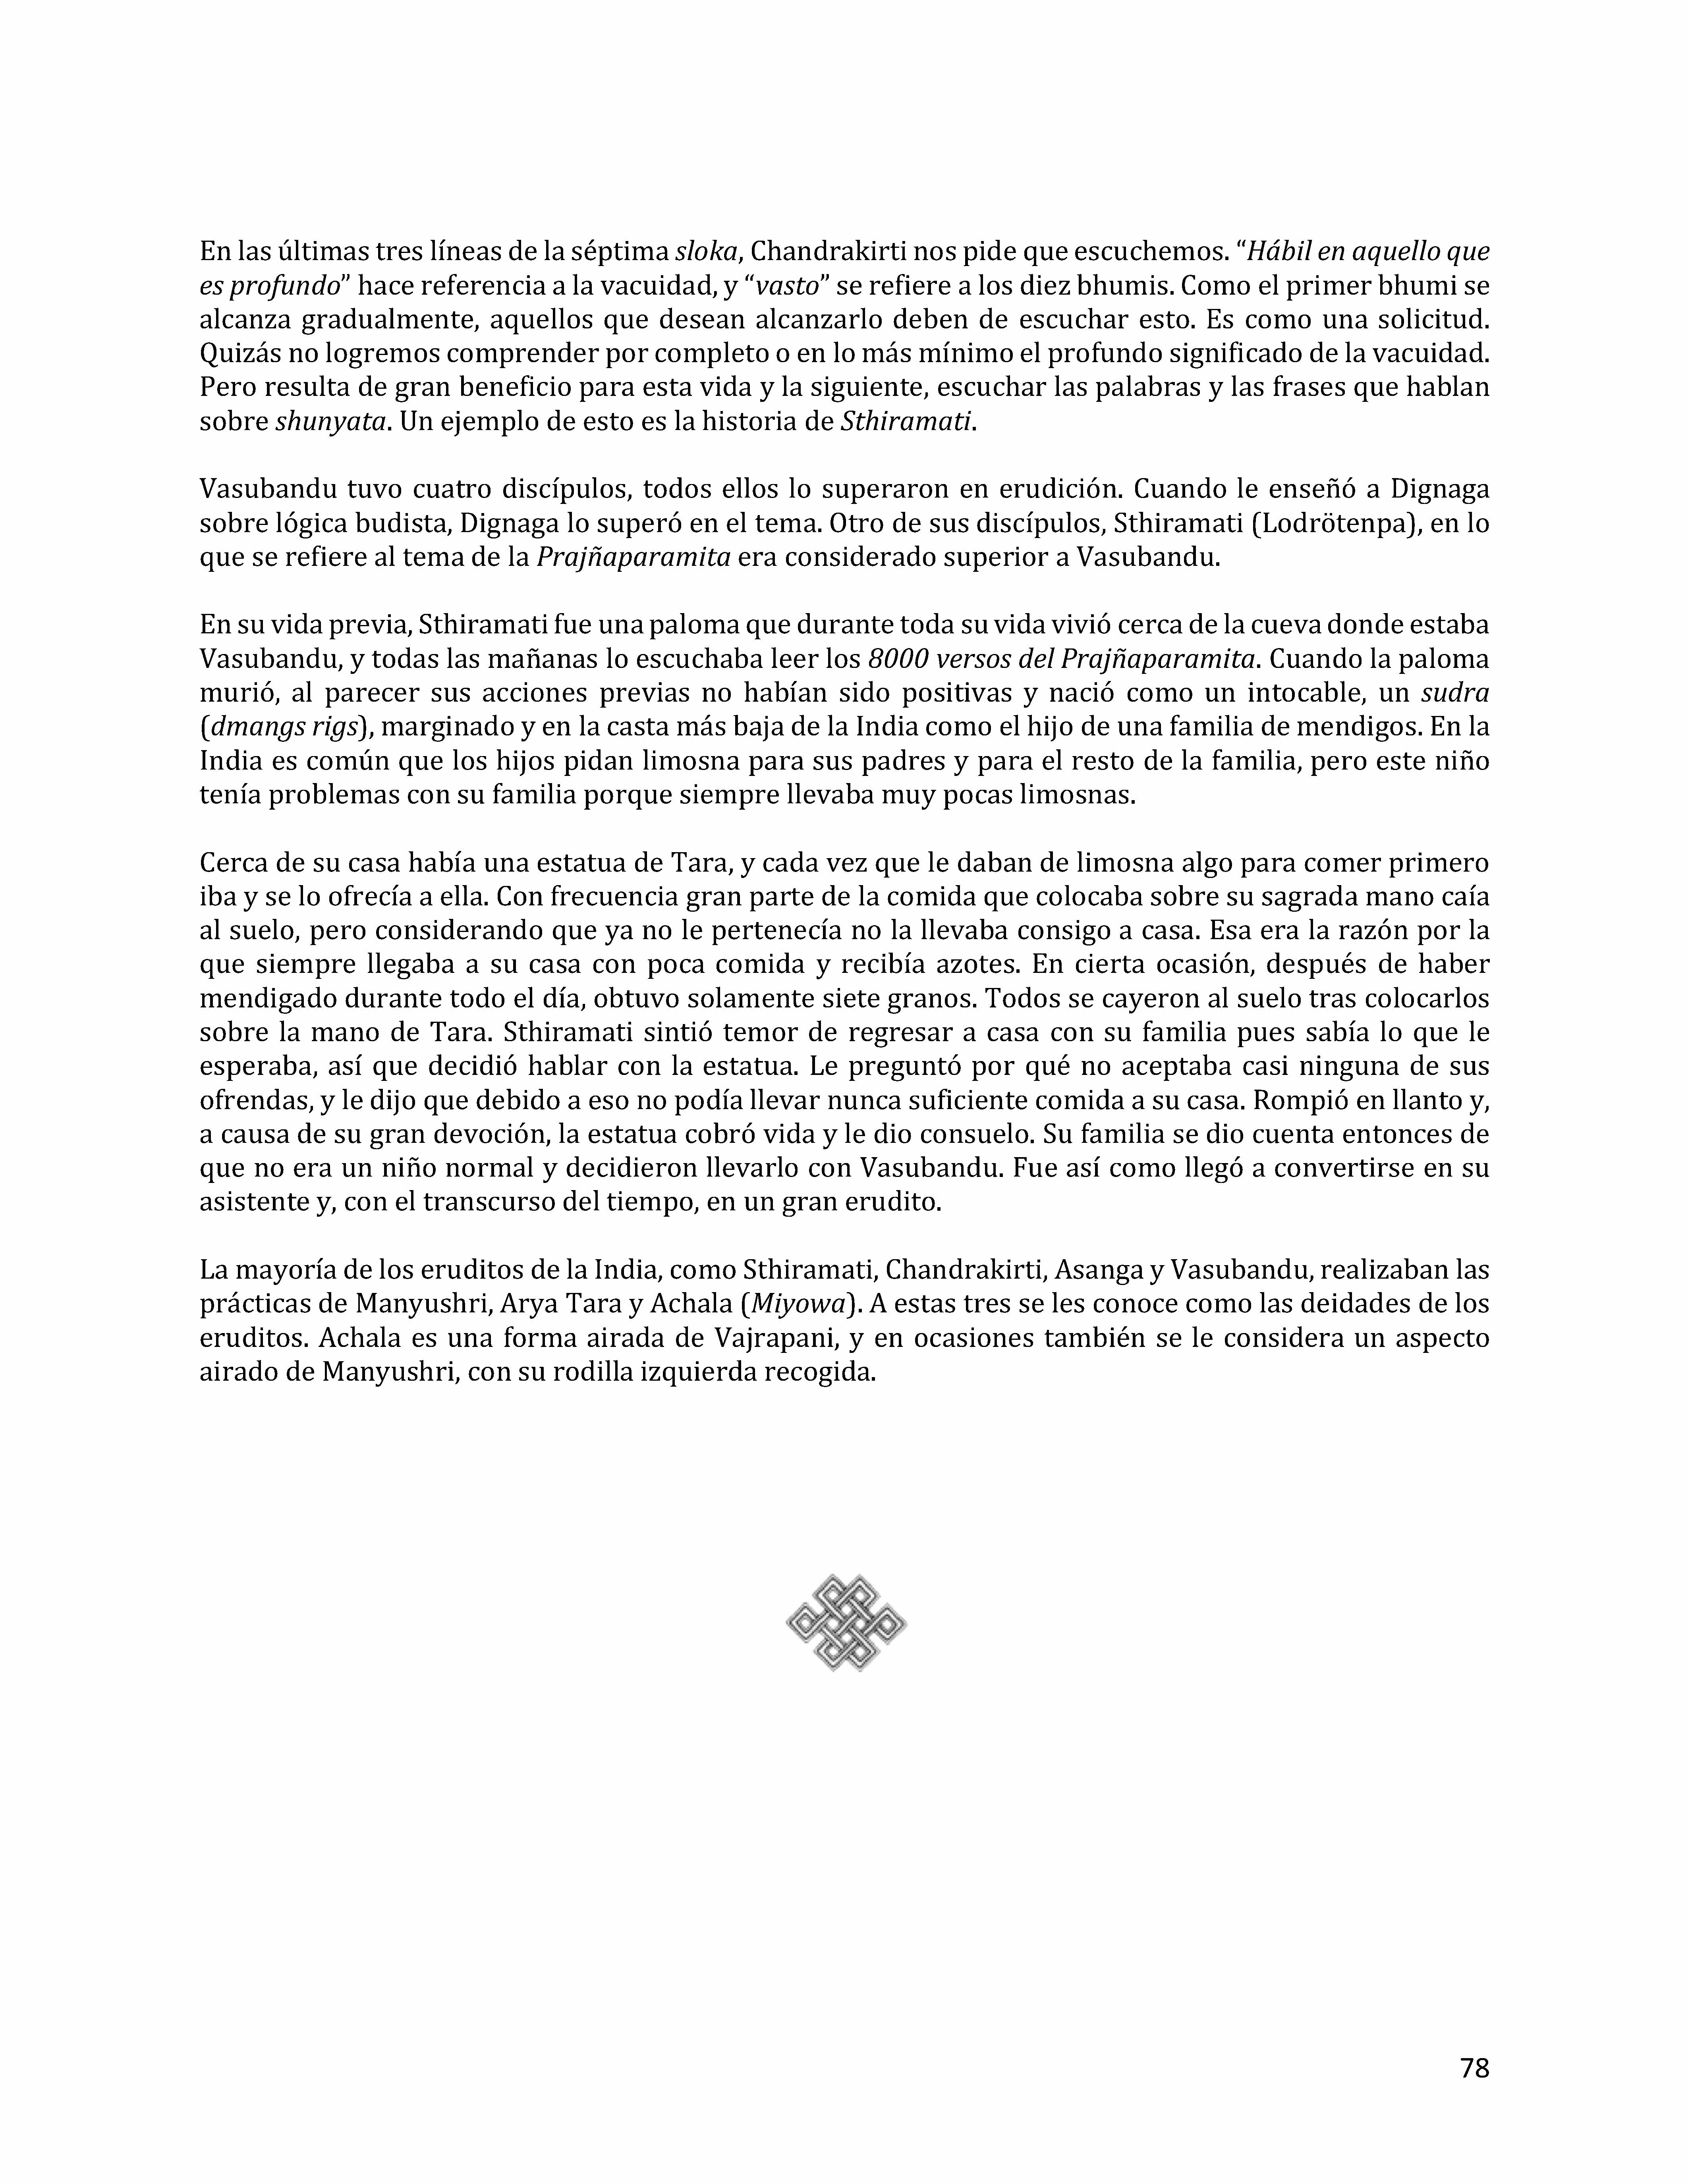 En las últimas tres líneas de la séptima sloka, Chandrakirti nos pide que escuchemos. “Hábil en aquello que
es profundo” hace referencia a la vacuidad, y “vasto” se refiere a los diez bhumis. Como el primer bhumi se
alcanza gradualmente, aquellos que desean alcanzarlo deben de escuchar esto. Es como una solicitud.
Quizás no logremos comprender por completo o en lo más mínimo el profundo significado de la vacuidad.
Pero resulta de gran beneficio para esta vida y la siguiente, escuchar las palabras y las frases que hablan
sobre shunyata. Un ejemplo de esto es la historia de Sthiramati.
Vasubandu tuvo cuatro discípulos, todos ellos lo superaron en erudición. Cuando le enseñó a Dignaga
sobre lógica budista, Dignaga lo superó en el tema. Otro de sus discípulos, Sthiramati (Lodrötenpa), en lo
que se refiere al tema de la Prajñaparamita era considerado superior a Vasubandu.
En su vida previa, Sthiramati fue una paloma que durante toda su vida vivió cerca de la cueva donde estaba
Vasubandu, y todas las mañanas lo escuchaba leer los 8000 versos del Prajñaparamita. Cuando la paloma
murió, al parecer sus acciones previas no habían sido positivas y nació como un intocable, un sudra
(dmangs rigs), marginado y en la casta más baja de la India como el hijo de una familia de mendigos. En la
India es común que los hijos pidan limosna para sus padres y para el resto de la familia, pero este niño
tenía problemas con su familia porque siempre llevaba muy pocas limosnas.
Cerca de su casa había una estatua de Tara, y cada vez que le daban de limosna algo para comer primero
iba y se lo ofrecía a ella. Con frecuencia gran parte de la comida que colocaba sobre su sagrada mano caía
al suelo, pero considerando que ya no le pertenecía no la llevaba consigo a casa. Esa era la razón por la
que siempre llegaba a su casa con poca comida y recibía azotes. En cierta ocasión, después de haber
mendigado durante todo el día, obtuvo solamente siete granos. Todos se cayeron al suelo tras colocarlos
sobre la mano de Tara. Sthiramati sintió temor de regresar a casa con su familia pues sabía lo que le
esperaba, así que decidió hablar con la estatua. Le preguntó por qué no aceptaba casi ninguna de sus
ofrendas, y le dijo que debido a eso no podía llevar nunca suficiente comida a su casa. Rompió en llanto y,
a causa de su gran devoción, la estatua cobró vida y le dio consuelo. Su familia se dio cuenta entonces de
que no era un niño normal y decidieron llevarlo con Vasubandu. Fue así como llegó a convertirse en su
asistente y, con el transcurso del tiempo, en un gran erudito.
La mayoría de los eruditos de la India, como Sthiramati, Chandrakirti, Asanga y Vasubandu, realizaban las
prácticas de Manyushri, Arya Tara y Achala (Miyowa). A estas tres se les conoce como las deidades de los
eruditos. Achala es una forma airada de Vajrapani, y en ocasiones también se le considera un aspecto
airado de Manyushri, con su rodilla izquierda recogida.
78